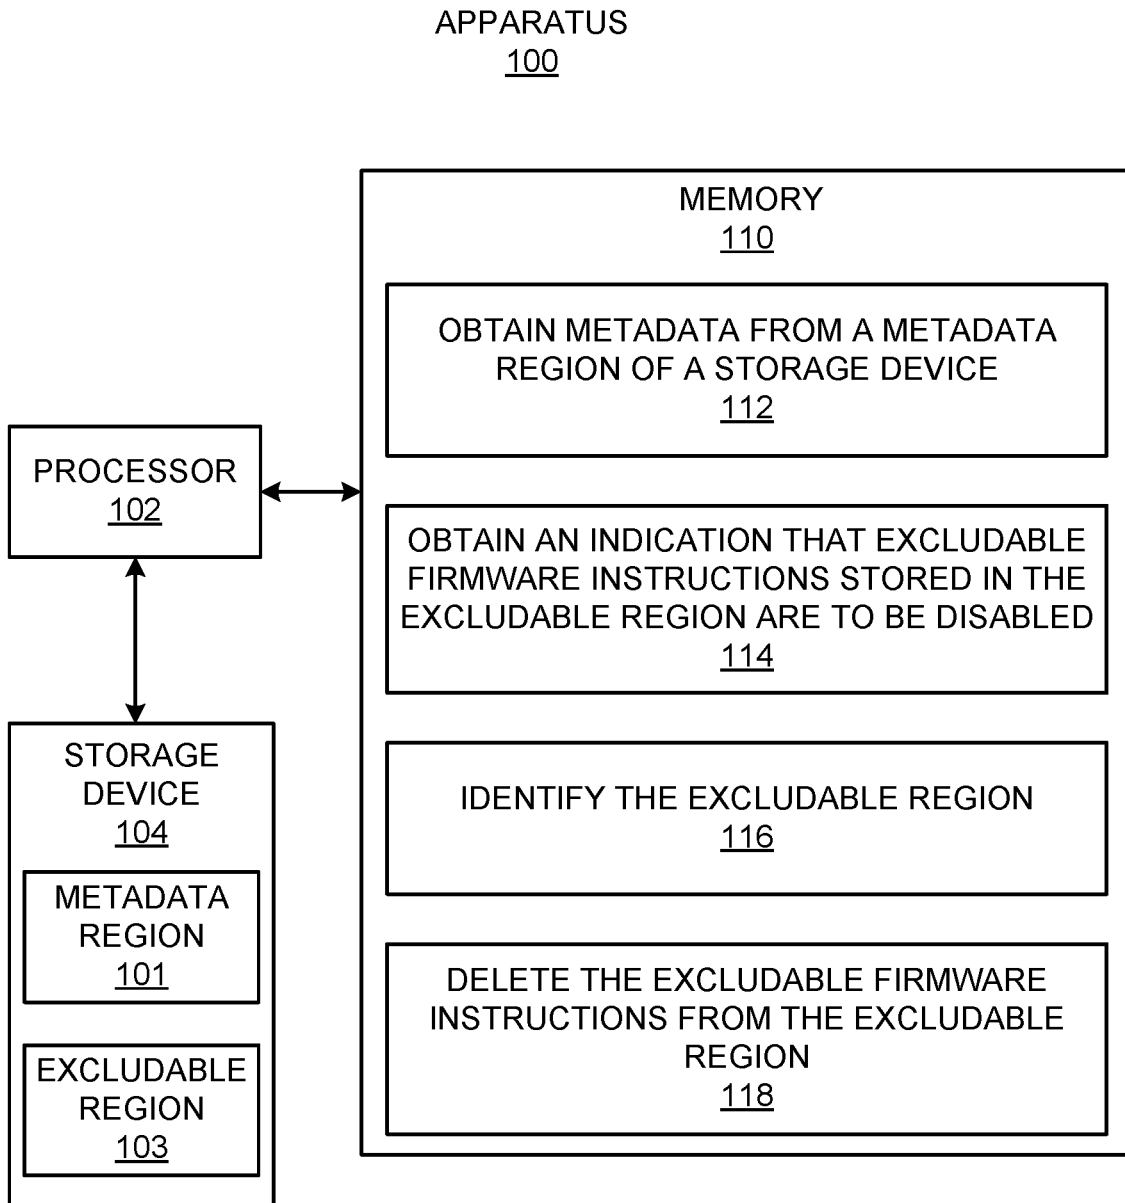 APPARATUS
100
MEMORY
110
OBTAIN METADATA FROM A METADATA
REGION OF A STORAGE DEVICE
112
PROCESSOR
102
OBTAIN AN INDICATION THAT EXCLUDABLE
FIRMWARE INSTRUCTIONS STORED IN THE
EXCLUDABLE REGION ARE TO BE DISABLED
114
STORAGE
DEVICE
104
METADATA
REGION
101
EXCLUDABLE
REGION
103
IDENTIFY THE EXCLUDABLE REGION
116
DELETE THE EXCLUDABLE FIRMWARE
INSTRUCTIONS FROM THE EXCLUDABLE
REGION
118